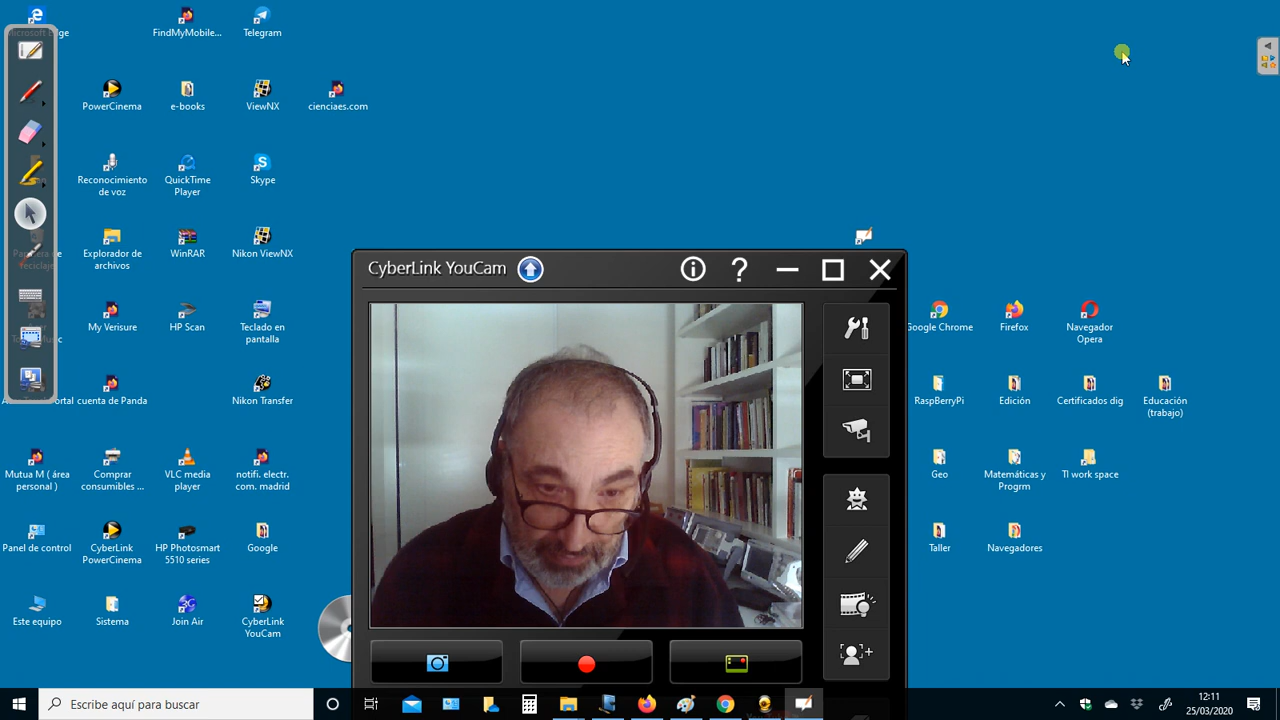 Microsoft Edge
FindMyMobile...
Telegram
PowerCinema
e-books
ViewNX
cienciaes.com
Reconocimiento
de voz
QuickTime
Player
Skype
Explorador de
archivos
WinRAR
Nikon ViewNX
My Verisure
HP Scan
Teclado en
pantalla
cuenta de Panda
Nikon Transfer
Mutua M ( área
personal )
Comprar
consumibles ...
VLC media
player
notifi. electr.
com. madrid
Panel de control
CyberLink
PowerCinema
HP Photosmart
5510 series
Google
Este equipo
Sistema
Join Air
CyberLink
YouCam
CyberLink YouCam
Google Chrome
Firefox
Navegador
Opera
RaspBerryPi
Edición
Certificados dig
Educación
(trabajo)
Geo
Matemáticas y
Progrm
TI work space
Taller
Navegadores
Escribe aquí para buscar
12:11
25/03/2020